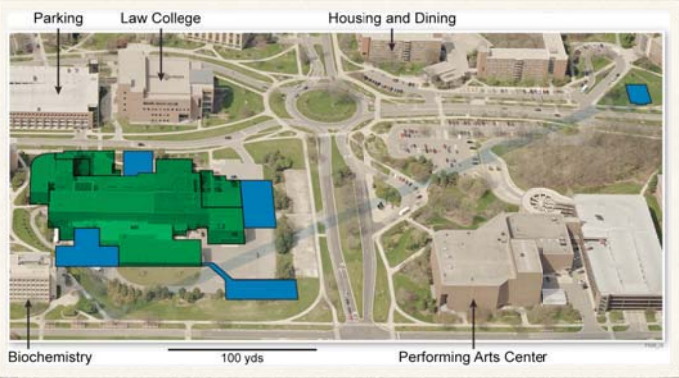 Parking
Law College
Housing and Dining
Biochemistry
100 yds
Performing Arts Center